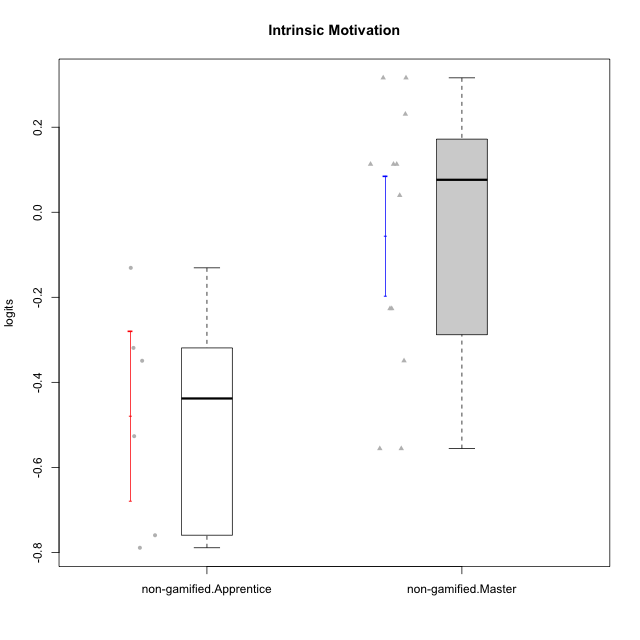 Intrinsic Motivation
logits
0.2
0.0
-0.2
-0.4
-0.6
-0.8
non-gamified.Apprentice
non-gamified.Master